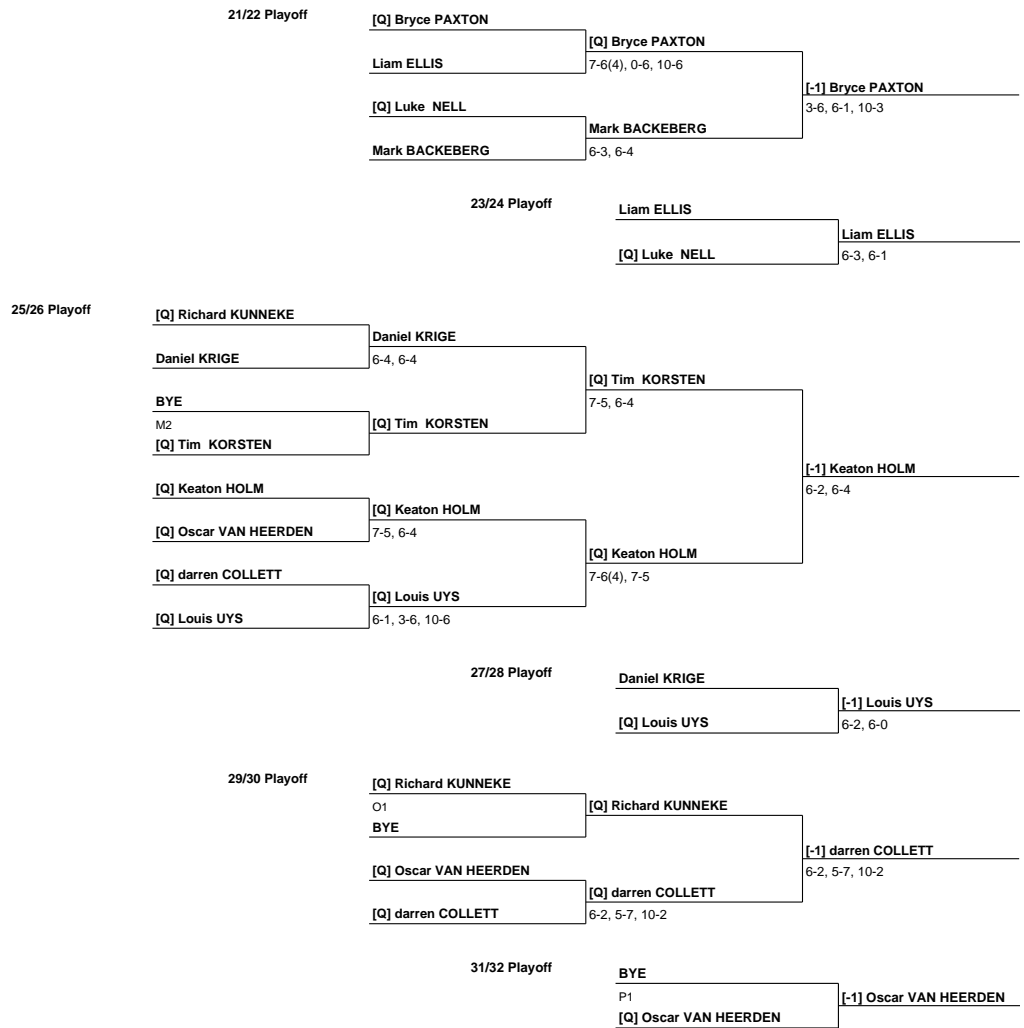 21/22 Playoff
[Q] Bryce PAXTON
[Q] Bryce PAXTON
Liam ELLIS
7-6(4), 0-6, 10-6
[-1] Bryce PAXTON
[Q] Luke  NELL
3-6, 6-1, 10-3
Mark BACKEBERG
Mark BACKEBERG
6-3, 6-4
23/24 Playoff
Liam ELLIS
Liam ELLIS
[Q] Luke  NELL
6-3, 6-1
25/26 Playoff
[Q] Richard KUNNEKE
Daniel KRIGE
Daniel KRIGE
6-4, 6-4
[Q] Tim  KORSTEN
BYE
7-5, 6-4
M2
[Q] Tim  KORSTEN
[Q] Tim  KORSTEN
[-1] Keaton HOLM
[Q] Keaton HOLM
6-2, 6-4
[Q] Keaton HOLM
[Q] Oscar VAN HEERDEN
7-5, 6-4
[Q] Keaton HOLM
[Q] darren COLLETT
7-6(4), 7-5
[Q] Louis UYS
[Q] Louis UYS
6-1, 3-6, 10-6
27/28 Playoff
Daniel KRIGE
[-1] Louis UYS
[Q] Louis UYS
6-2, 6-0
29/30 Playoff
[Q] Richard KUNNEKE
O1
[Q] Richard KUNNEKE
BYE
[-1] darren COLLETT
[Q] Oscar VAN HEERDEN
6-2, 5-7, 10-2
[Q] darren COLLETT
[Q] darren COLLETT
6-2, 5-7, 10-2
31/32 Playoff
BYE
P1
[-1] Oscar VAN HEERDEN
[Q] Oscar VAN HEERDEN